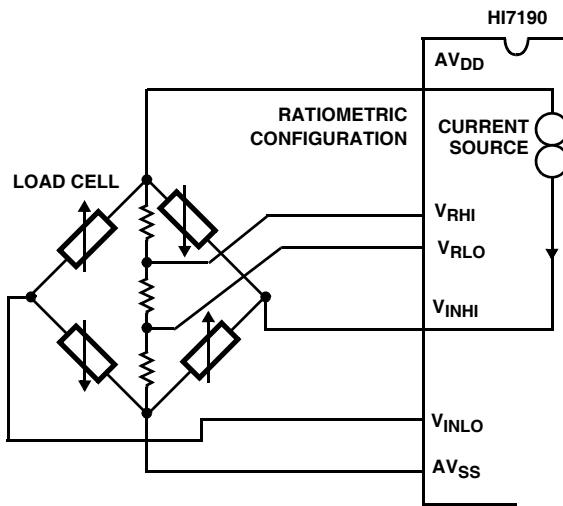 HI7190
AVDD
RATIOMETRIC
CONFIGURATION
CURRENT
SOURCE
LOAD CELL
VRHI
VRLO
VINHI
VINLO
AVSS